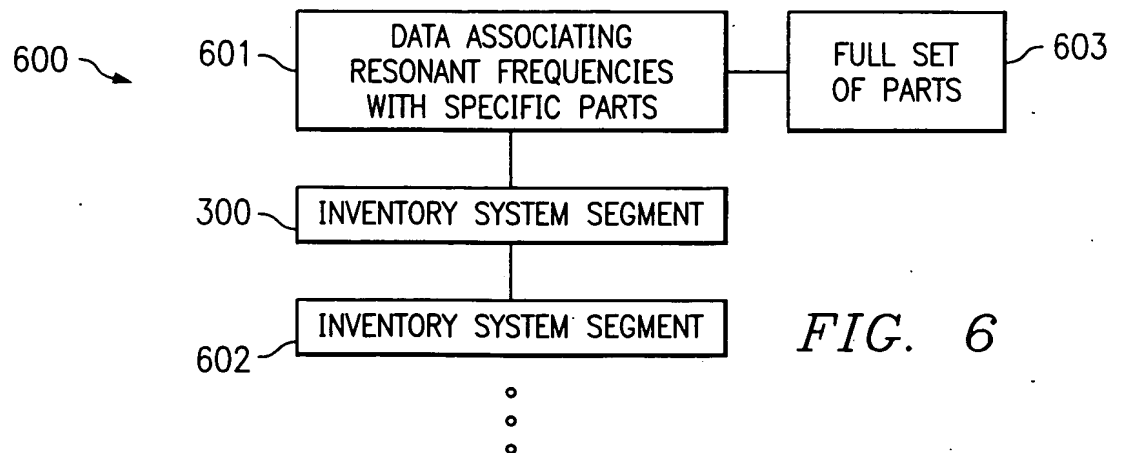 600
601
DATA ASSOCIATING
RESONANT FREQUENCIES
WITH SPECIFIC PARTS
FULL SET
OF PARTS
603
300
INVENTORY SYSTEM SEGMENT
INVENTORY SYSTEM SEGMENT
602
FIG. 6